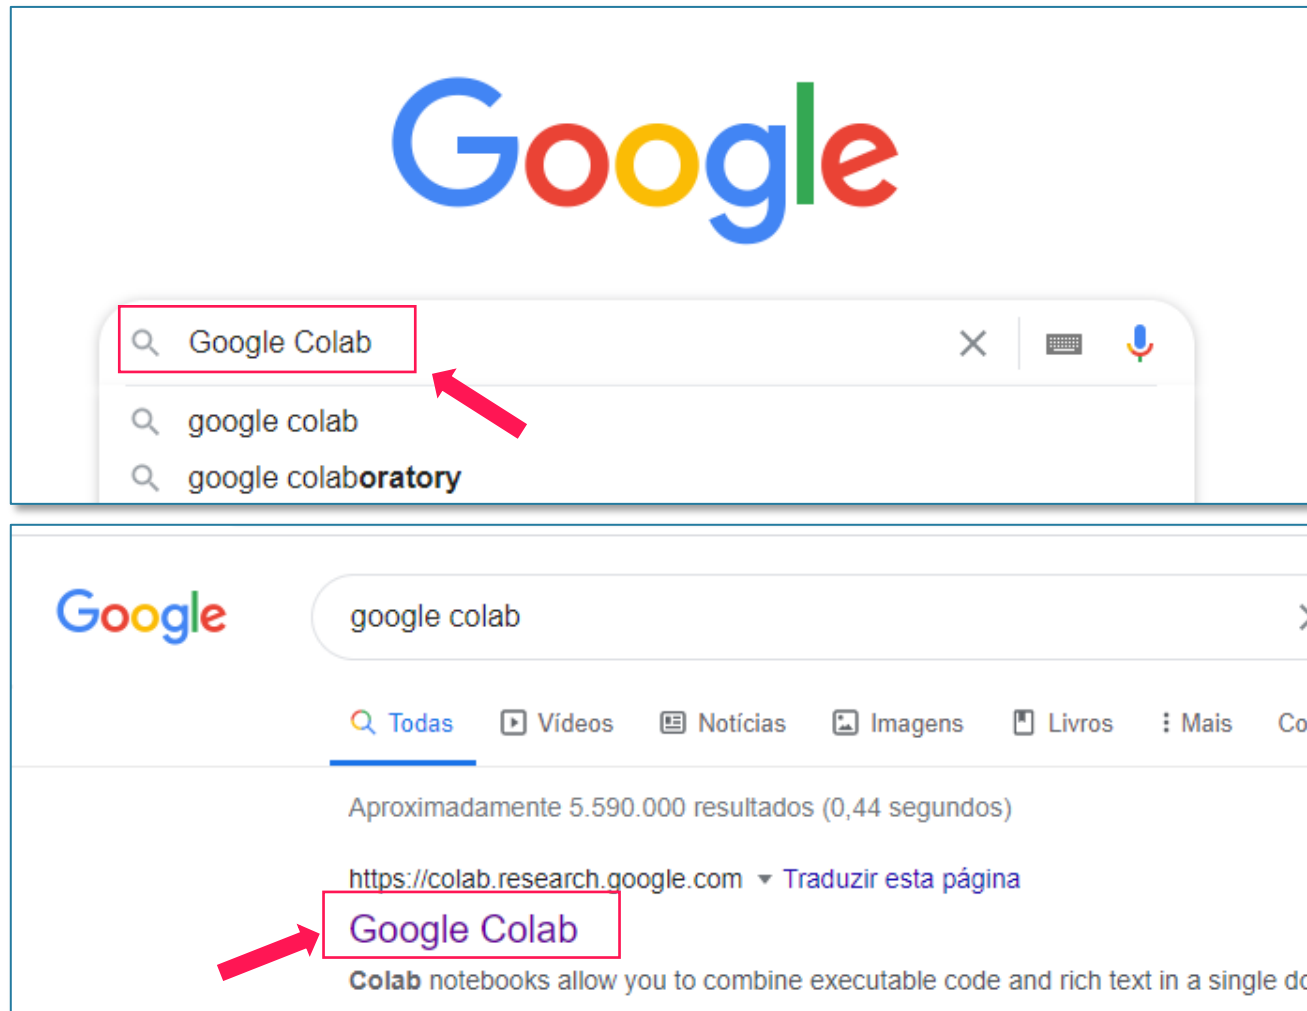 Google
Google Colab
google colab
google colaboratory
Google
google colab
Todas Vídeos Notícias Imagens Livros Mais Co
Aproximadamente 5.590.000 resultados (0,44 segundos)
https://colab.research.google.com Traduzir esta página
Google Colab
Colab notebooks allow you to combine executable code and rich text in a single do